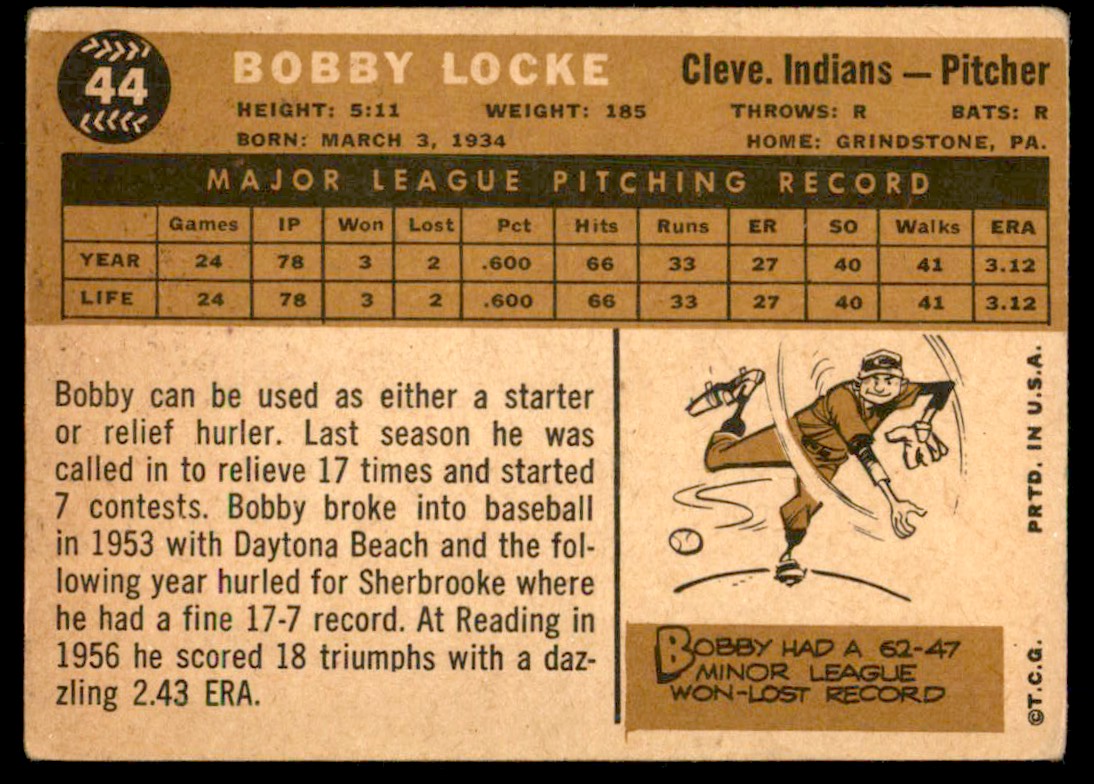 44
BOBBY LOCKE
Cleve. Indians — Pitcher
HEIGHT: 5:11 WEIGHT: 185 THROWS: R BATS: R
BORN: MARCH 3, 1934 HOME: GRINDSTONE, PA.
MAJOR LEAGUE PITCHING RECORD
Games IP Won Lost Pct Hits Runs ER SO Walks ERA
YEAR 24 78 3 2 .600 66 33 27 40 41 3.12
LIFE 24 78 3 2 .600 66 33 27 40 41 3.12
Bobby can be used as either a starter
or relief hurler. Last season he was
called in to relieve 17 times and started
7 contests. Bobby broke into baseball
in 1953 with Daytona Beach and the fol-
lowing year hurled for Sherbrooke where
he had a fine 17-7 record. At Reading in
1956 he scored 18 triumphs with a daz-
zling 2.43 ERA.
BOBBY HAD A 62-47
MINOR LEAGUE
WON-LOST RECORD
PRTD. IN U.S.A.
©T.C.G.